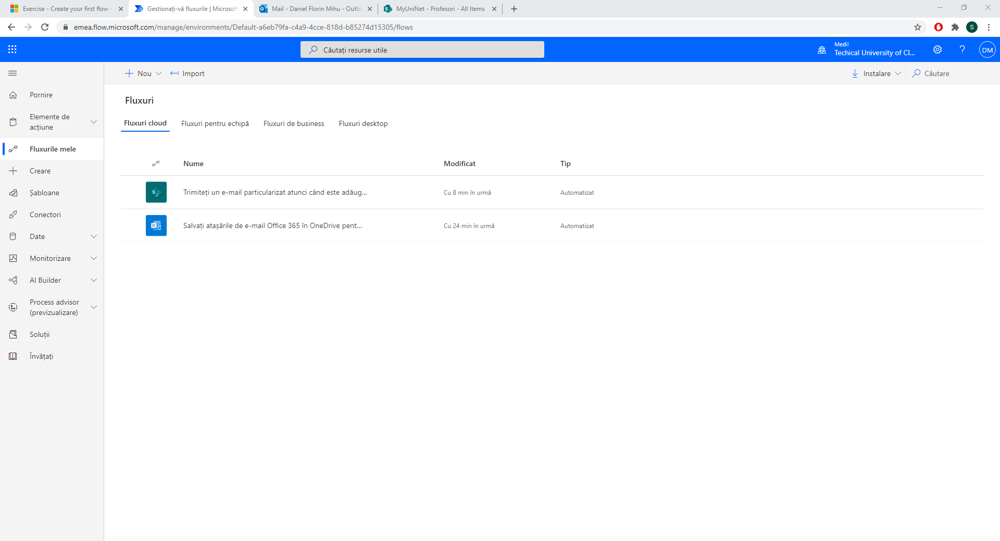 Exercise - Create your first flow -
Gestionați-vă fluxurile | Microsoft
Mail - Daniel Florin Mihu - Outlo
MyUniNet - Profesori - All Items
emea.flow.microsoft.com/manage/environments/Default-a6eb79fa-c4a9-4cce-818d-b85274d15305/flows
S
Căutați resurse utile
Medii
Techical University of Cl...
?
DM
Nou
Import
Instalare
Căutare
Pornire
Elemente de
acțiune
Fluxurile mele
Creare
Șabloane
Conectori
Date
Monitorizare
AI Builder
Process advisor
(previzualizare)
Soluții
Învățați
Fluxuri
Fluxuri cloud
Fluxuri pentru echipă
Fluxuri de business
Fluxuri desktop
Nume
Modificat
Tip
Trimiteți un e-mail particularizat atunci când este adăug...
Cu 8 min în urmă
Automatizat
Salvați atașările de e-mail Office 365 în OneDrive pent...
Cu 24 min în urmă
Automatizat